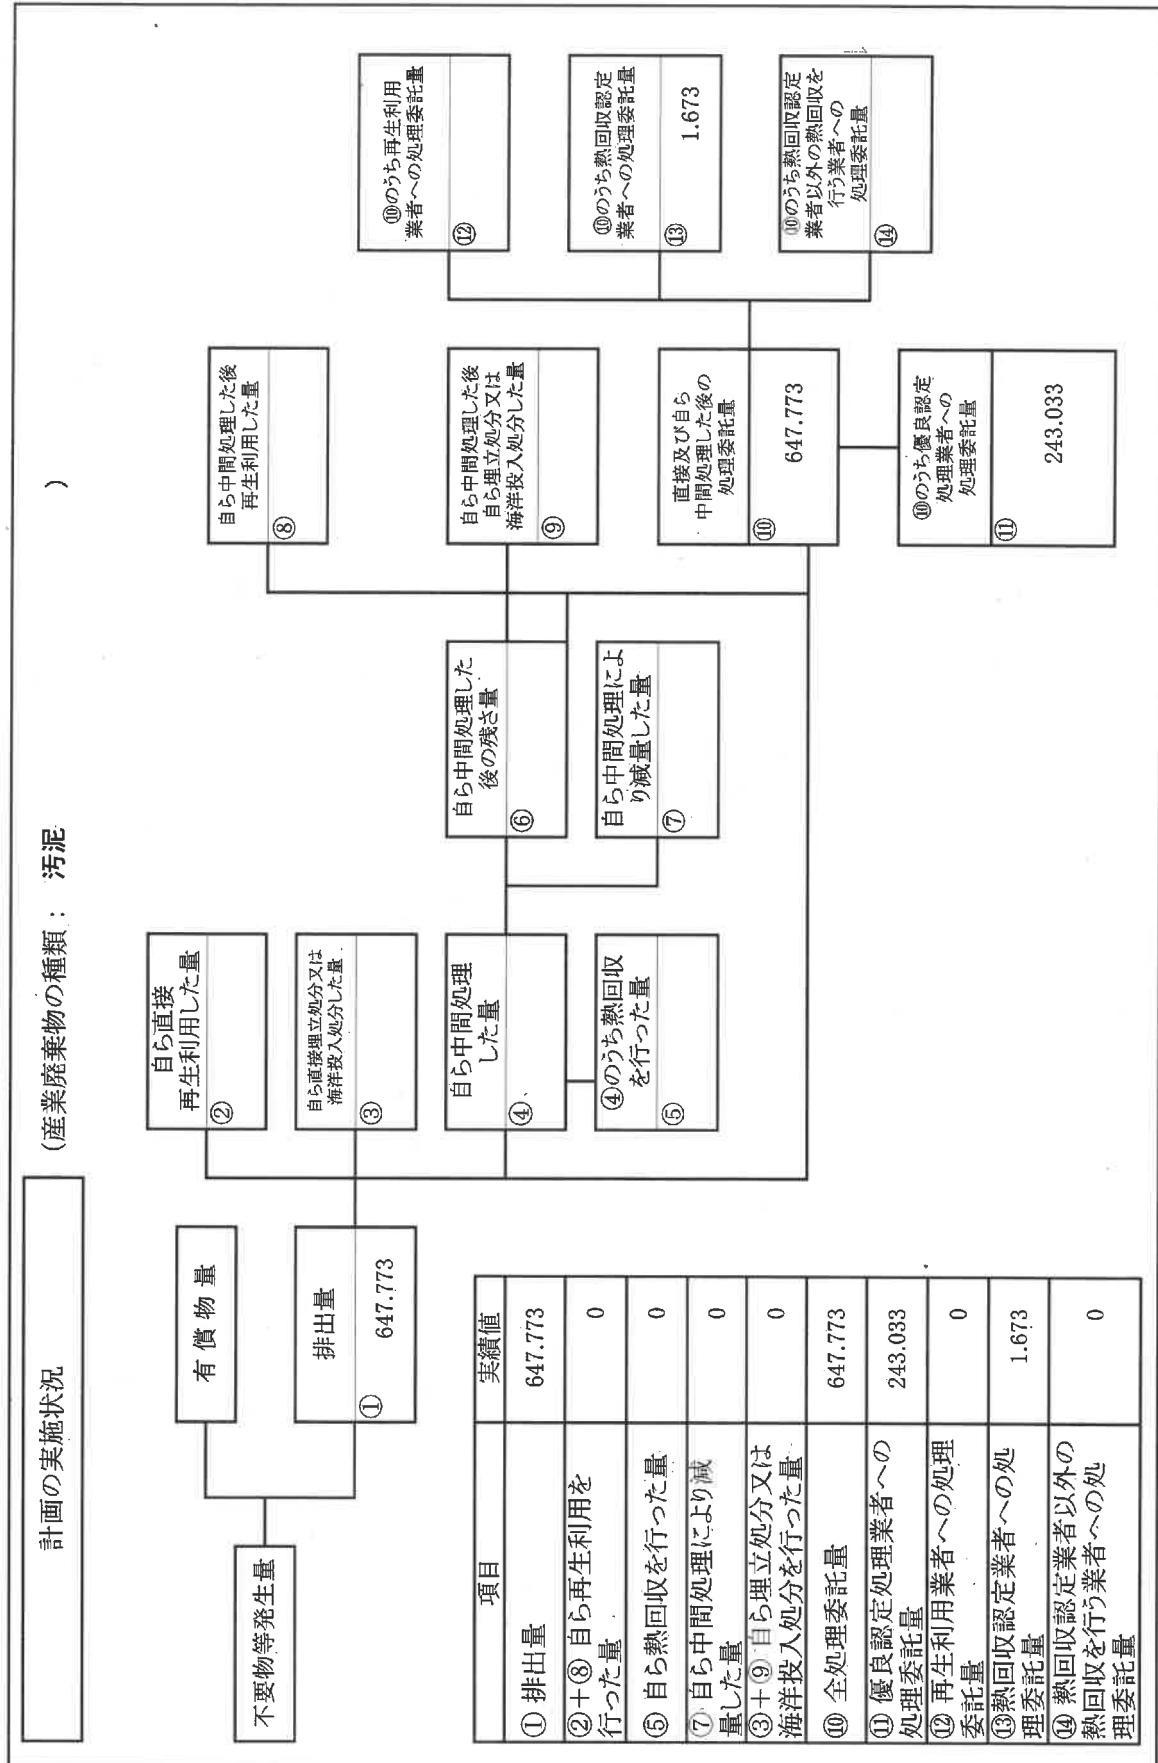 計画の実施状況
(産業廃棄物の種類： 汚泥 )
不要物等発生量
有償物量
排出量
①
647.773
自ら直接
再生利用した量
②
自ら直接埋立処分又は
海洋投入処分した量
③
自ら中間処理
した量
④
④のうち熱回収
を行った量
⑤
自ら中間処理した
後の残さ量
⑥
自ら中間処理によ
り減量した量
⑦
自ら中間処理した後
再生利用した量
⑧
自ら中間処理した後
自ら埋立処分又は
海洋投入処分した量
⑨
直接及び自ら
中間処理した後の
処理委託量
⑩
647.773
⑩のうち優良認定
処理業者への
処理委託量
⑪
243.033
⑩のうち再生利用
業者への処理委託量
⑫
⑩のうち熱回収認定
業者への処理委託量
⑬
1.673
⑩のうち熱回収認定
業者以外の熱回収を
行う業者への
処理委託量
⑭
項目 実績値
① 排出量 647.773
②＋⑧ 自ら再生利用を
行った量 0
⑤ 自ら熱回収を行った量 0
⑦ 自ら中間処理により減
量した量 0
③＋⑨ 自ら埋立処分又は
海洋投入処分を行った量 0
⑩ 全処理委託量 647.773
⑪ 優良認定処理業者への
処理委託量 243.033
⑫ 再生利用業者への処理
委託量 0
⑬熱回収認定業者への処
理委託量 1.673
⑭ 熱回収認定業者以外の
熱回収を行う業者への処
理委託量 0